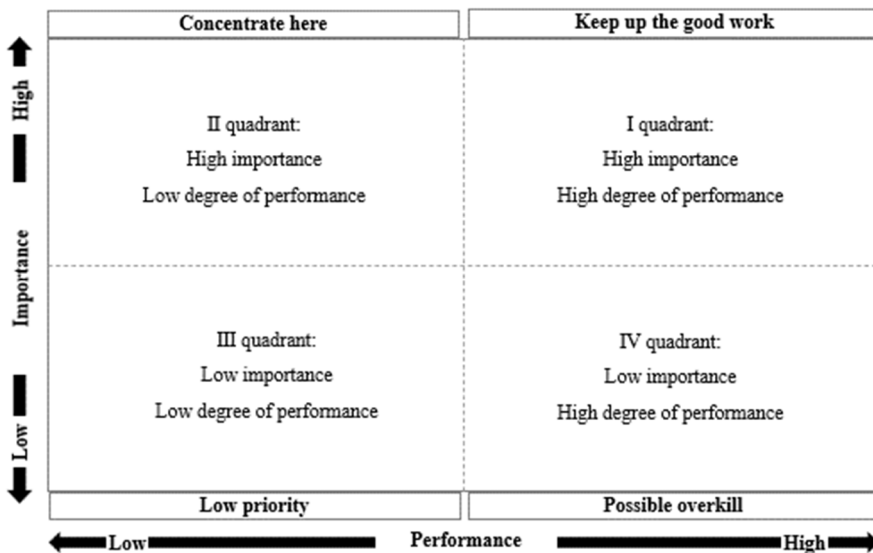 Concentrate here
Keep up the good work
High
Importance
Low
II quadrant:
High importance
Low degree of performance
I quadrant:
High importance
High degree of performance
III quadrant:
Low importance
Low degree of performance
IV quadrant:
Low importance
High degree of performance
Low priority
Possible overkill
Low
Performance
High